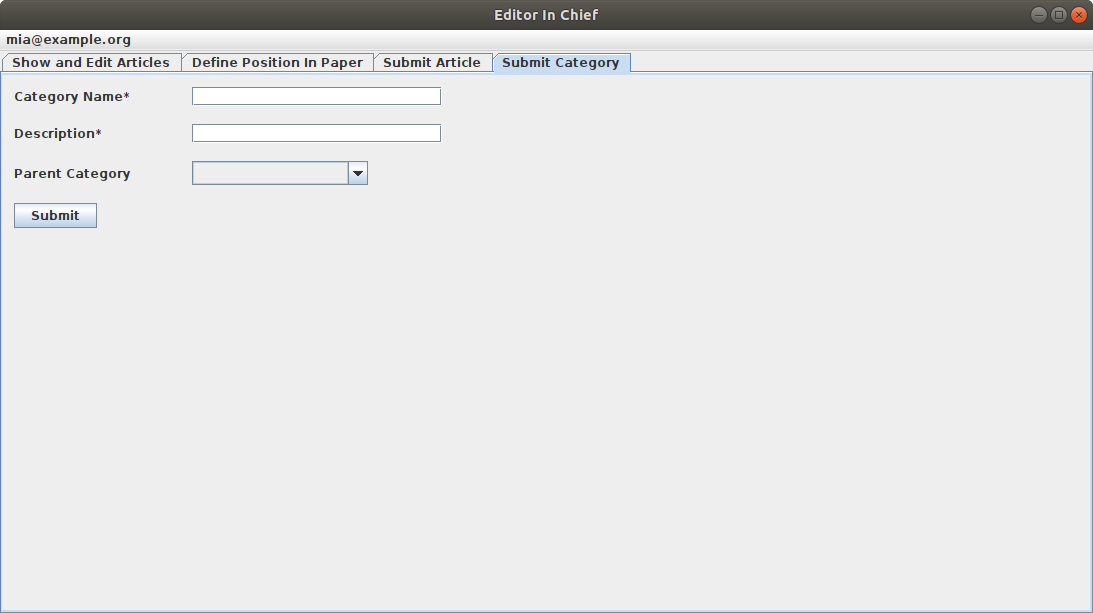 Editor In Chief
mia@example.org
Show and Edit Articles Define Position In Paper Submit Article Submit Category
Category Name*
Description*
Parent Category
Submit